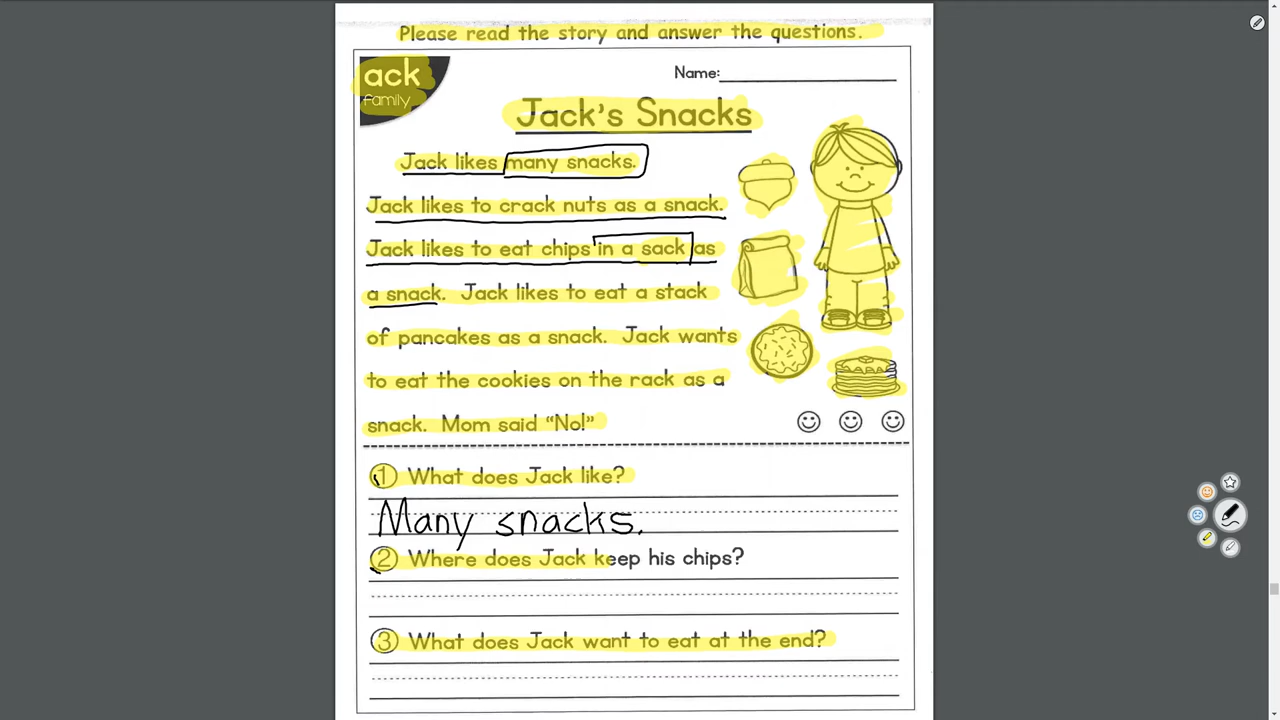 Please read the story and answer the questions.
ack
family
Name:
Jack's Snacks
Jack likes many snacks.
Jack likes to crack nuts as a snack.
Jack likes to eat chips in a sack as
a snack. Jack likes to eat a stack
of pancakes as a snack. Jack wants
to eat the cookies on the rack as a
snack. Mom said “No!”
1 What does Jack like?
Many snacks.
2 Where does Jack keep his chips?
3 What does Jack want to eat at the end?